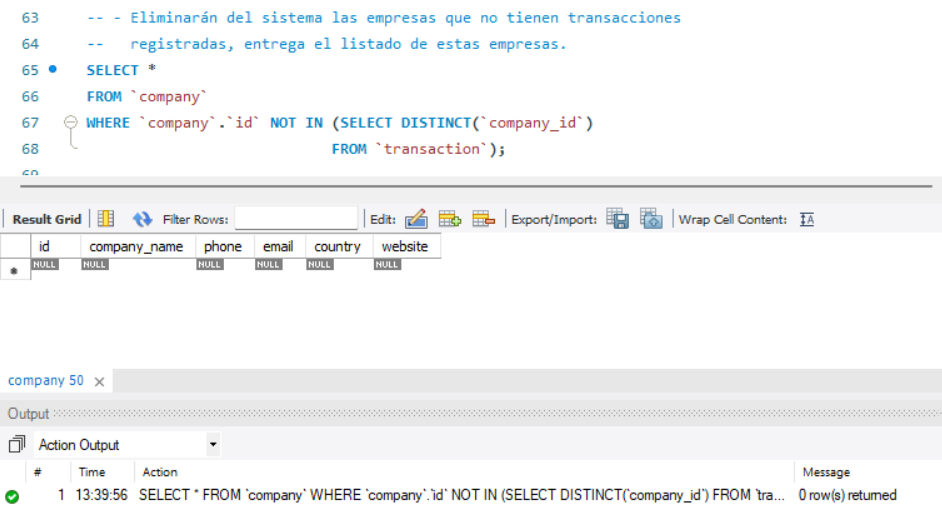 63 -- - Eliminarán del sistema las empresas que no tienen transacciones
64 --   registradas, entrega el listado de estas empresas.
65 SELECT *
66 FROM `company`
67 WHERE `company`.`id` NOT IN (SELECT DISTINCT(`company_id`)
68 FROM `transaction`);
69
Result Grid Filter Rows: Edit: Export/Import: Wrap Cell Content: IA
id company_name phone email country website
* NULL NULL NULL NULL NULL NULL
company 50 ×
Output
Action Output
# Time Action Message
1 13:39:56 SELECT * FROM `company` WHERE `company`.`id` NOT IN (SELECT DISTINCT(`company_id`) FROM `tra... 0 row(s) returned